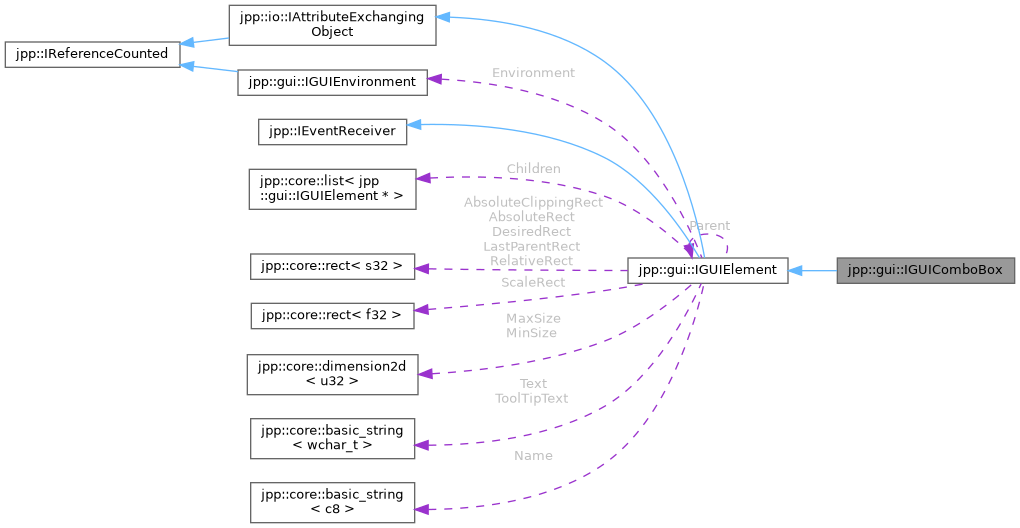 jpp::io::IAttributeExchanging
Object
jpp::IReferenceCounted
jpp::gui::IGUIEnvironment
Environment
jpp::IEventReceiver
Children
jpp::core::list< jpp
::gui::IGUIElement * >
AbsoluteClippingRect
AbsoluteRect
DesiredRect
LastParentRect
RelativeRect
Parent
jpp::core::rect< s32 >
jpp::gui::IGUIElement
jpp::gui::IGUIComboBox
ScaleRect
jpp::core::rect< f32 >
MaxSize
MinSize
jpp::core::dimension2d
< u32 >
Text
ToolTipText
jpp::core::basic_string
< wchar_t >
Name
jpp::core::basic_string
< c8 >